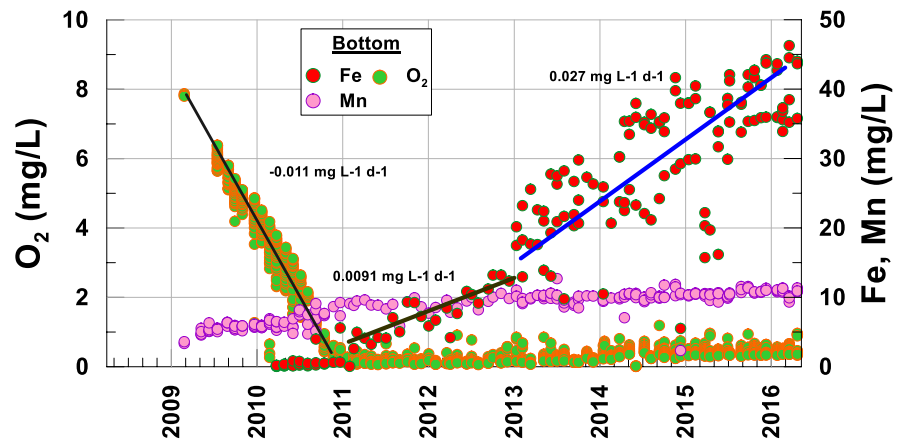 10
8
6
4
2
0
O2 (mg/L)
Bottom
Fe
O2
Mn
-0.011 mg L-1 d-1
0.0091 mg L-1 d-1
0.027 mg L-1 d-1
50
40
30
20
10
0
Fe, Mn (mg/L)
2009
2010
2011
2012
2013
2014
2015
2016